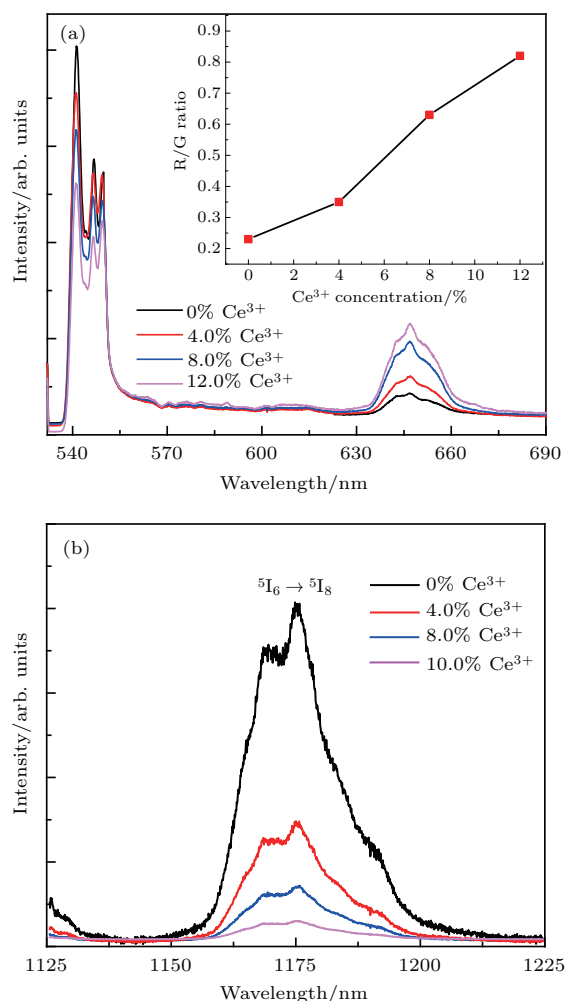 (a)
Intensity/arb. units
R/G ratio
0.9
0.8
0.7
0.6
0.5
0.4
0.3
0.2
0 2 4 6 8 10 12
Ce³⁺ concentration/%
0% Ce³⁺
4.0% Ce³⁺
8.0% Ce³⁺
12.0% Ce³⁺
540 570 600 630 660 690
Wavelength/nm
(b)
Intensity/arb. units
⁵I₆ → ⁵I₈
0% Ce³⁺
4.0% Ce³⁺
8.0% Ce³⁺
10.0% Ce³⁺
1125 1150 1175 1200 1225
Wavelength/nm